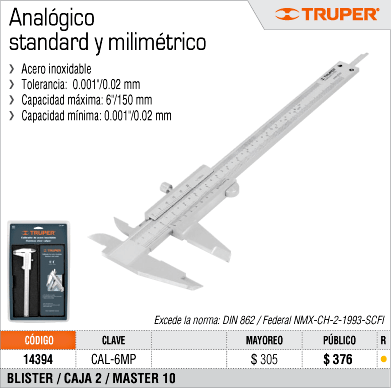 Analógico
standard y milimétrico
TRUPER
Acero inoxidable
Tolerancia: 0.001"/0.02 mm
Capacidad máxima: 6"/150 mm
Capacidad mínima: 0.001"/0.02 mm
TRUPER
Excede la norma: DIN 862 / Federal NMX-CH-2-1993-SCFI
CÓDIGO CLAVE MAYOREO PÚBLICO R
14394 CAL-6MP $ 305 $ 376
BLISTER / CAJA 2 / MASTER 10